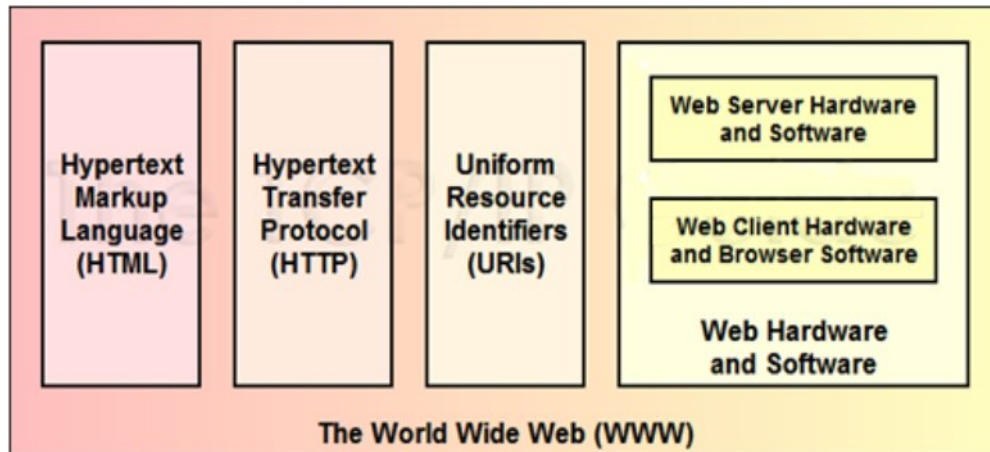 Hypertext
Markup
Language
(HTML)
Hypertext
Transfer
Protocol
(HTTP)
Uniform
Resource
Identifiers
(URIs)
Web Server Hardware
and Software
Web Client Hardware
and Browser Software
Web Hardware
and Software
The World Wide Web (WWW)